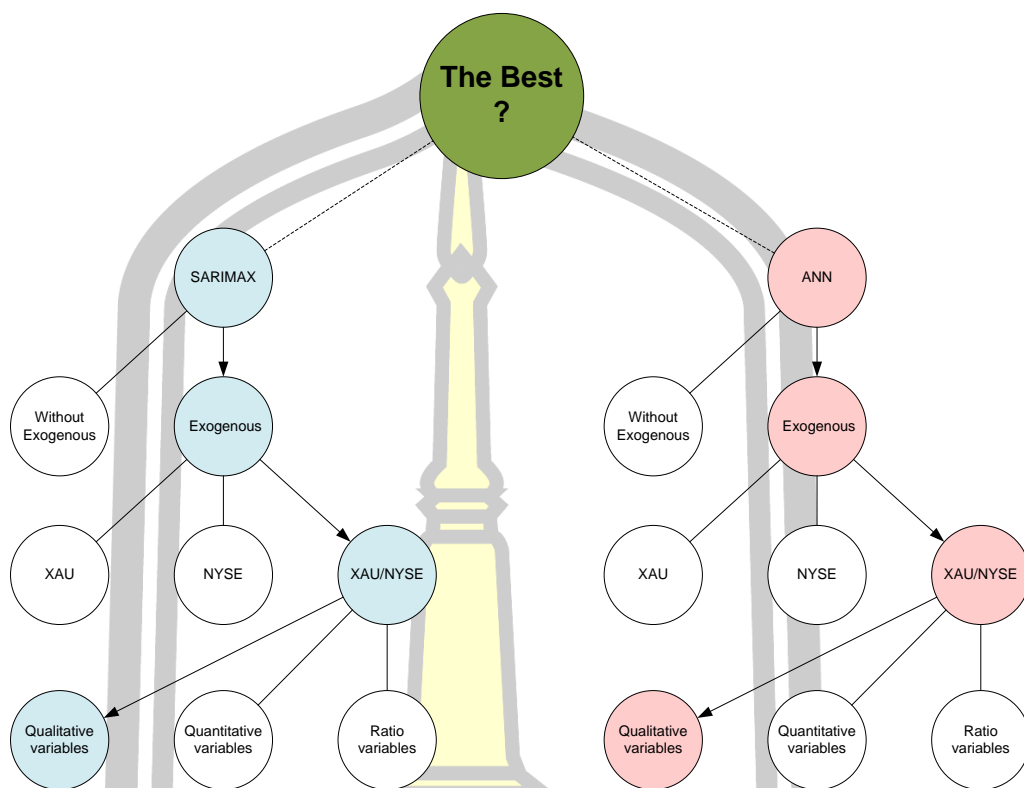 The Best
?
SARIMAX
ANN
Without
Exogenous
Exogenous
Without
Exogenous
Exogenous
XAU
NYSE
XAU/NYSE
XAU
NYSE
XAU/NYSE
Qualitative
variables
Quantitative
variables
Ratio
variables
Qualitative
variables
Quantitative
variables
Ratio
variables